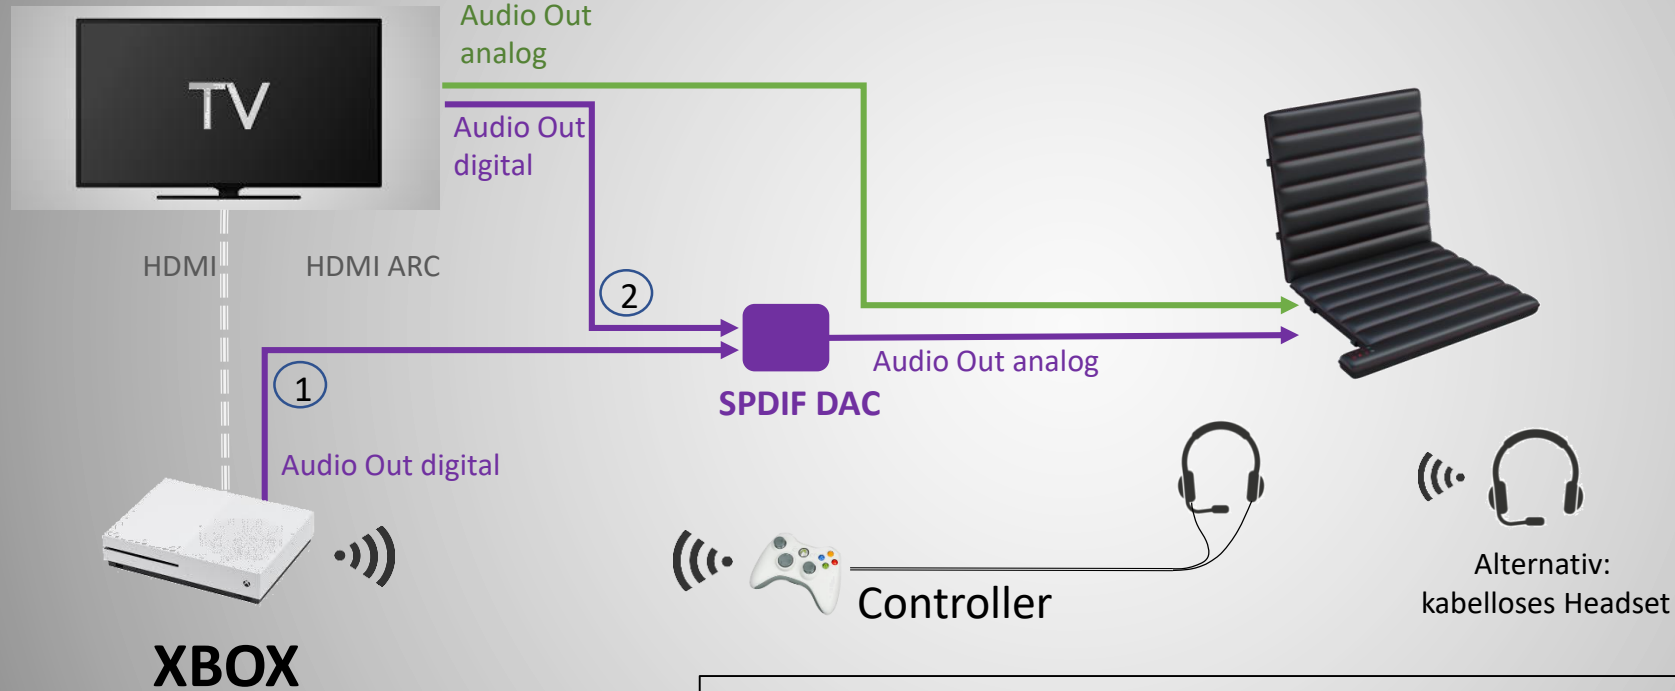 Audio Out
analog
TV
Audio Out
digital
HDMI
HDMI ARC
2
1
Audio Out analog
SPDIF DAC
Audio Out digital
Alternativ:
kabelloses Headset
Controller
XBOX